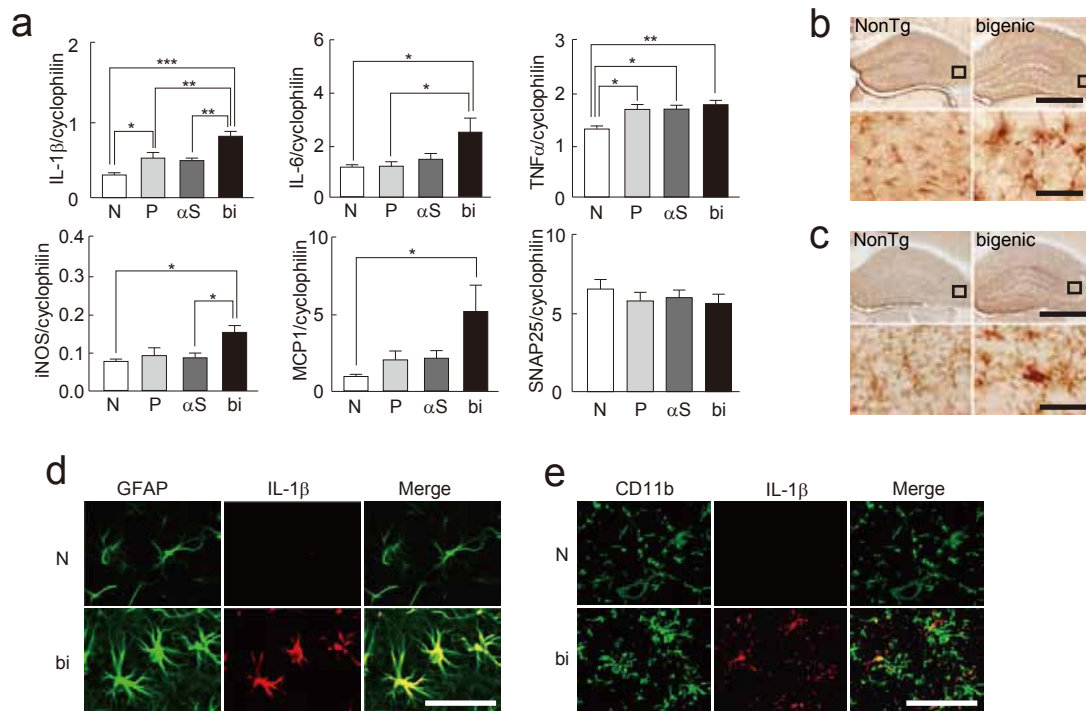 a
IL-1β/cyclophilin
2
1
0
***
**
*
**
N P αS bi
IL-6/cyclophilin
6
4
2
0
*
*
N P αS bi
TNFα/cyclophilin
3
2
1
0
**
*
*
N P αS bi
iNOS/cyclophilin
0.4
0.3
0.2
0.1
0.0
*
*
N P αS bi
MCP1/cyclophilin
10
5
0
*
N P αS bi
SNAP25/cyclophilin
10
5
0
N P αS bi
b
NonTg bigenic
c
NonTg bigenic
d
GFAP IL-1β Merge
N
bi
e
CD11b IL-1β Merge
N
bi